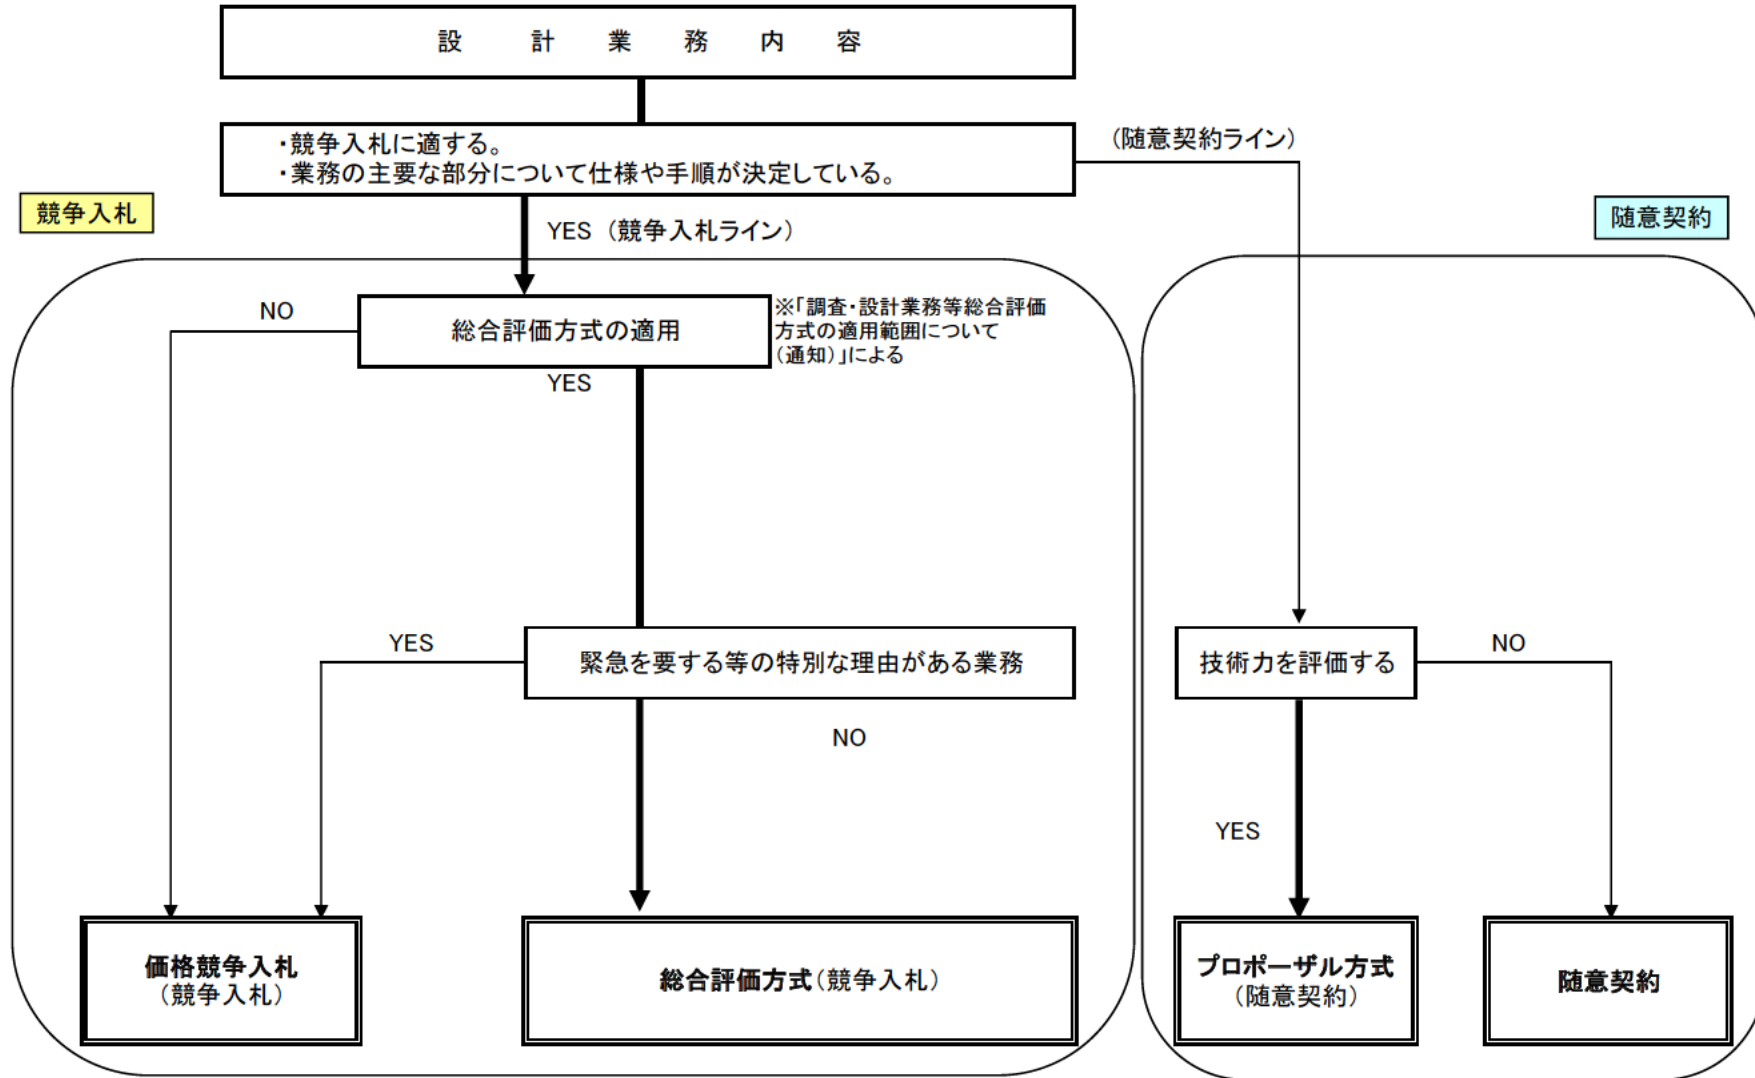 設計業務内容
・競争入札に適する。
・業務の主要な部分について仕様や手順が決定している。
(随意契約ライン)
競争入札
YES (競争入札ライン)
随意契約
NO
総合評価方式の適用
※「調査・設計業務等総合評価
方式の適用範囲について
(通知)」による
YES
YES
緊急を要する等の特別な理由がある業務
技術力を評価する
NO
NO
YES
価格競争入札
(競争入札)
総合評価方式(競争入札)
プロポーザル方式
(随意契約)
随意契約